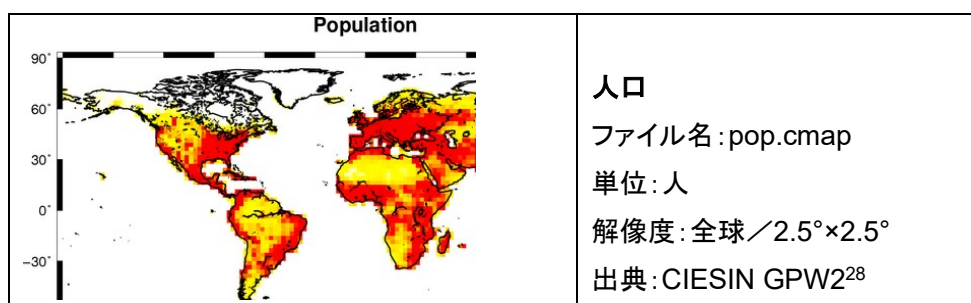 Population
90°
60°
30°
0°
−30°
人口
ファイル名：pop.cmap
単位：人
解像度：全球／2.5°×2.5°
出典：CIESIN GPW2²⁸